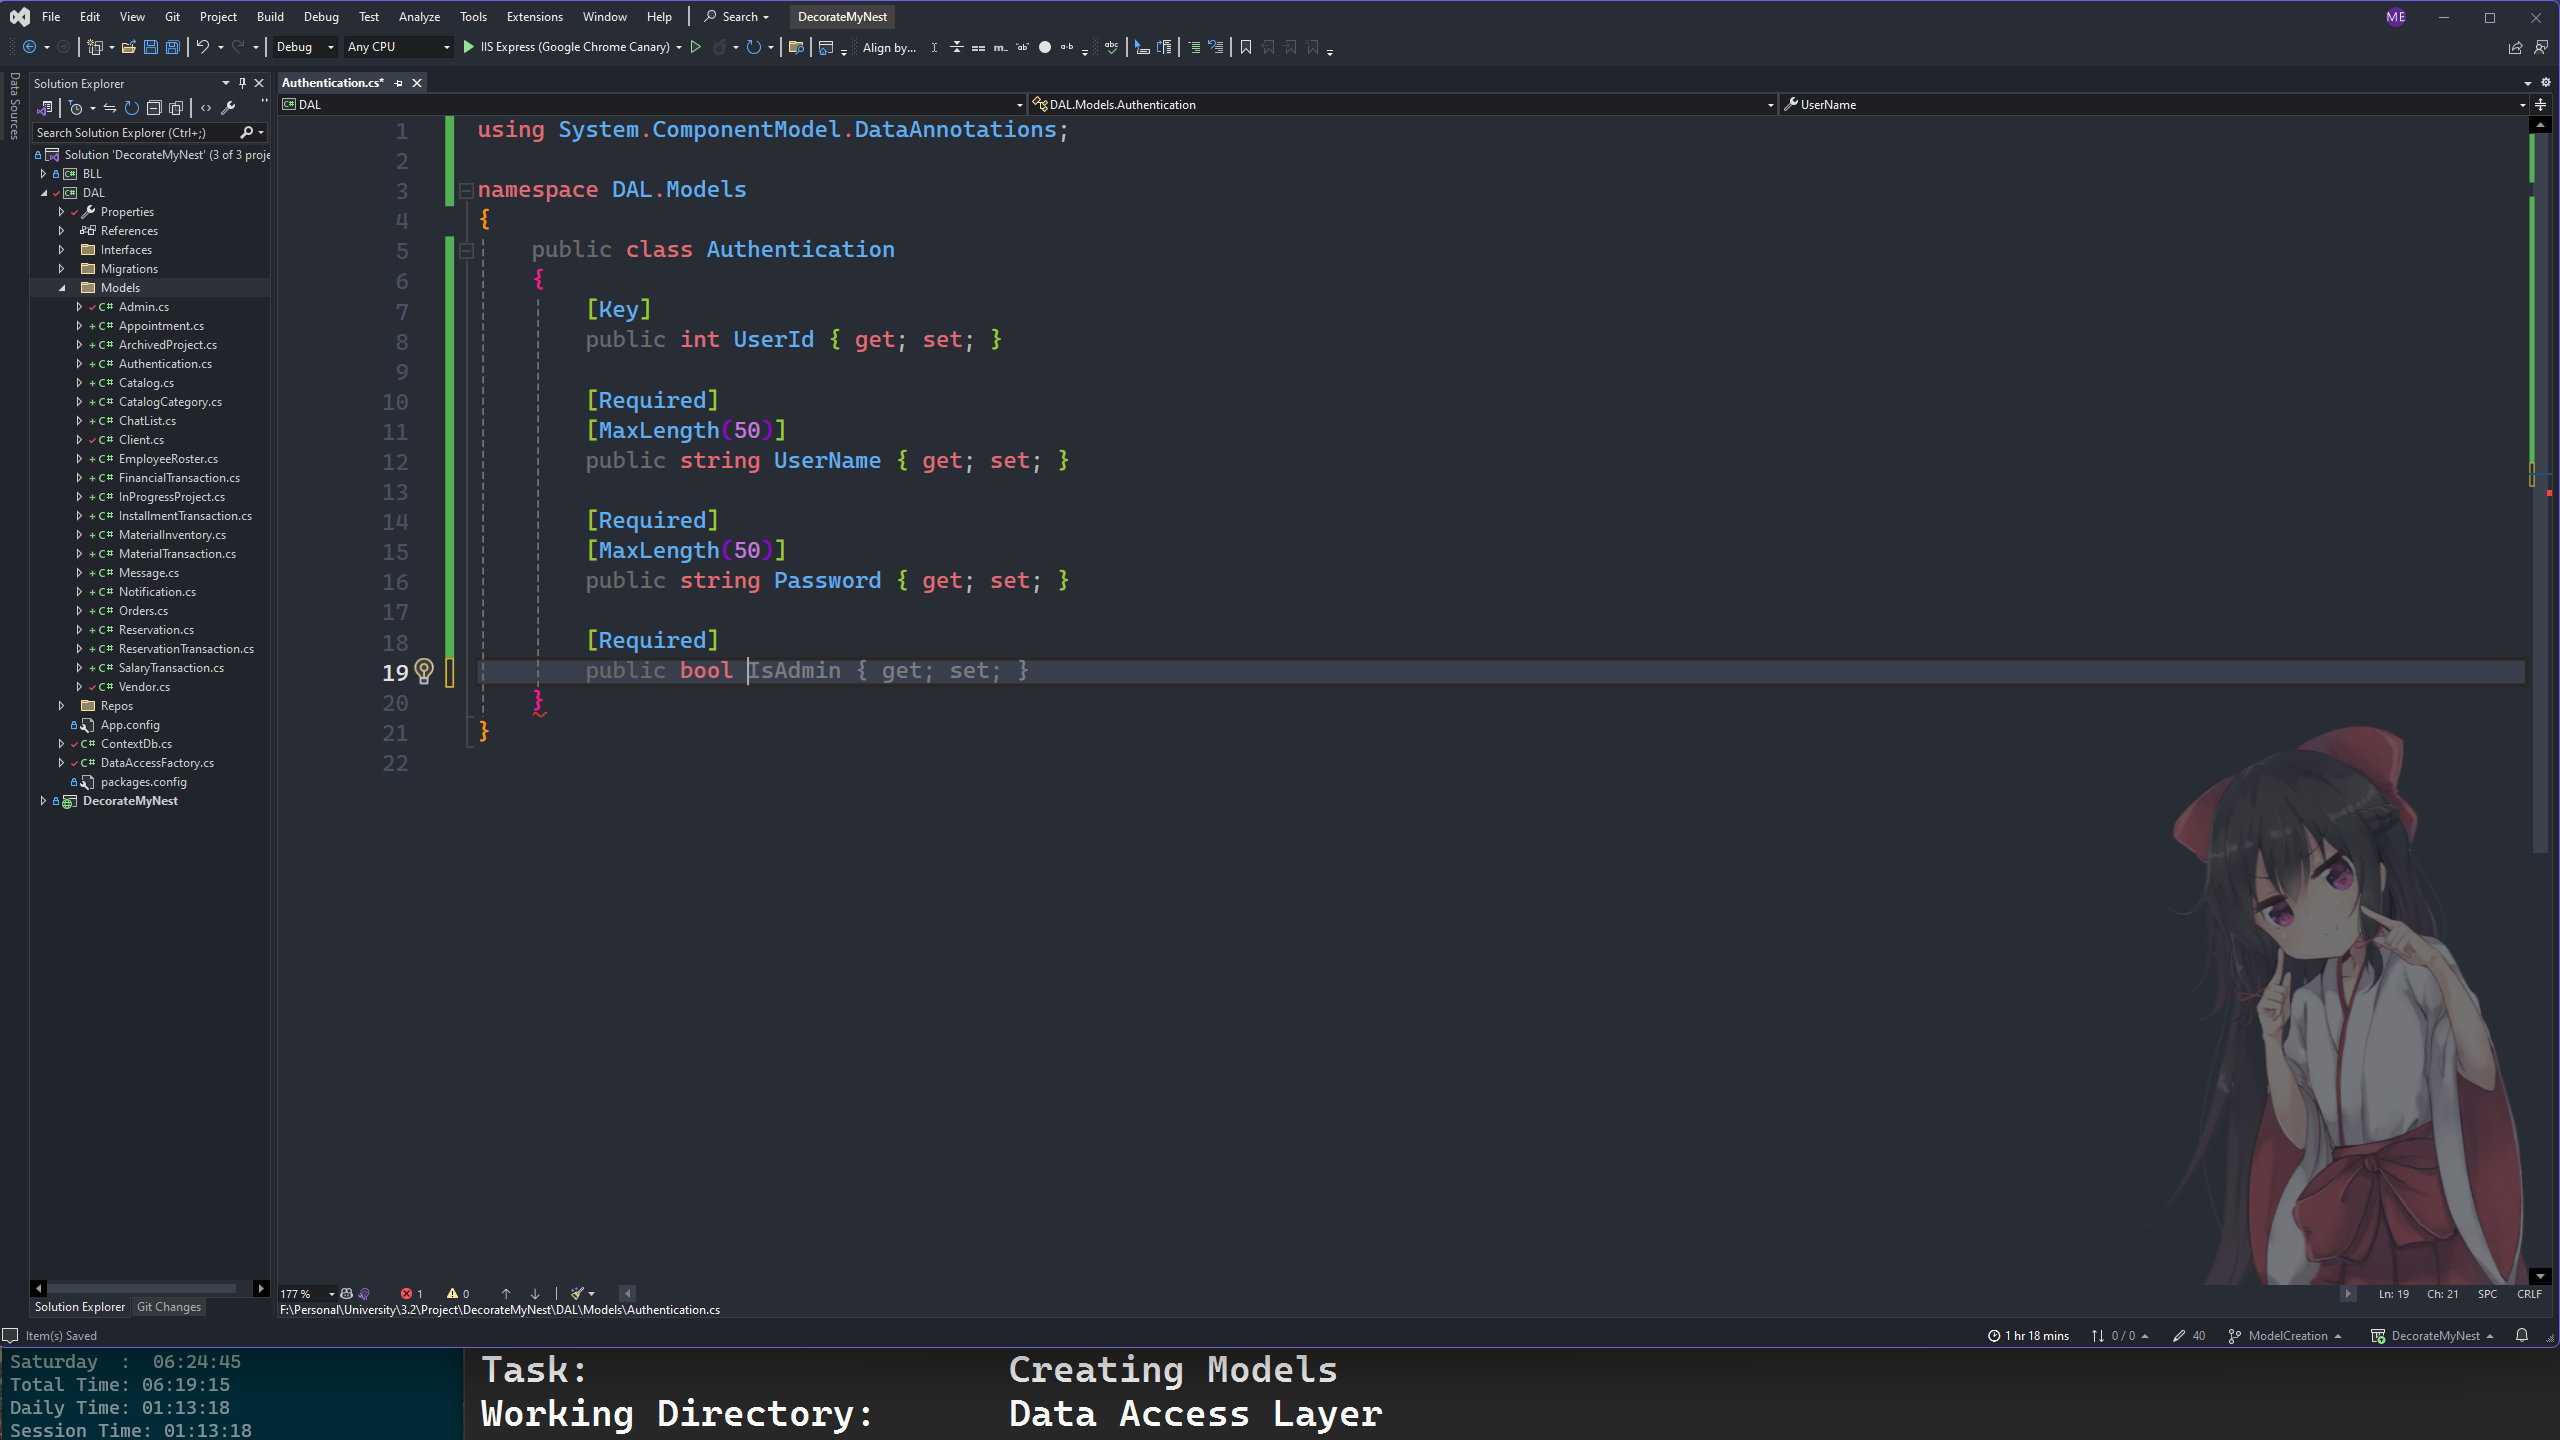 File Edit View Git Project Build Debug Test Analyze Tools Extensions Window Help Search DecorateMyNest ME
Debug Any CPU IIS Express (Google Chrome Canary) Align by...
Data Sources
Solution Explorer
Search Solution Explorer (Ctrl+;)
Solution 'DecorateMyNest' (3 of 3 proje
BLL
DAL
Properties
References
Interfaces
Migrations
Models
C# Admin.cs
C# Appointment.cs
C# ArchivedProject.cs
C# Authentication.cs
C# Catalog.cs
C# CatalogCategory.cs
C# ChatList.cs
C# Client.cs
C# EmployeeRoster.cs
C# FinancialTransaction.cs
C# InProgressProject.cs
C# InstallmentTransaction.cs
C# MaterialInventory.cs
C# MaterialTransaction.cs
C# Message.cs
C# Notification.cs
C# Orders.cs
C# Reservation.cs
C# ReservationTransaction.cs
C# SalaryTransaction.cs
C# Vendor.cs
Repos
App.config
C# ContextDb.cs
C# DataAccessFactory.cs
packages.config
DecorateMyNest
Solution Explorer Git Changes
Authentication.cs*
DAL DAL.Models.Authentication UserName
1 using System.ComponentModel.DataAnnotations;
2
3 namespace DAL.Models
4 {
5 public class Authentication
6 {
7 [Key]
8 public int UserId { get; set; }
9
10 [Required]
11 [MaxLength(50)]
12 public string UserName { get; set; }
13
14 [Required]
15 [MaxLength(50)]
16 public string Password { get; set; }
17
18 [Required]
19 public bool IsAdmin { get; set; }
20 }
21 }
22
177 % 1 0 Ln: 19 Ch: 21 SPC CRLF
F:\Personal\University\3.2\Project\DecorateMyNest\DAL\Models\Authentication.cs
Item(s) Saved 1 hr 18 mins 0 / 0 40 ModelCreation DecorateMyNest
Saturday : 06:24:45
Total Time: 06:19:15
Daily Time: 01:13:18
Session Time: 01:13:18
Task: Creating Models
Working Directory: Data Access Layer